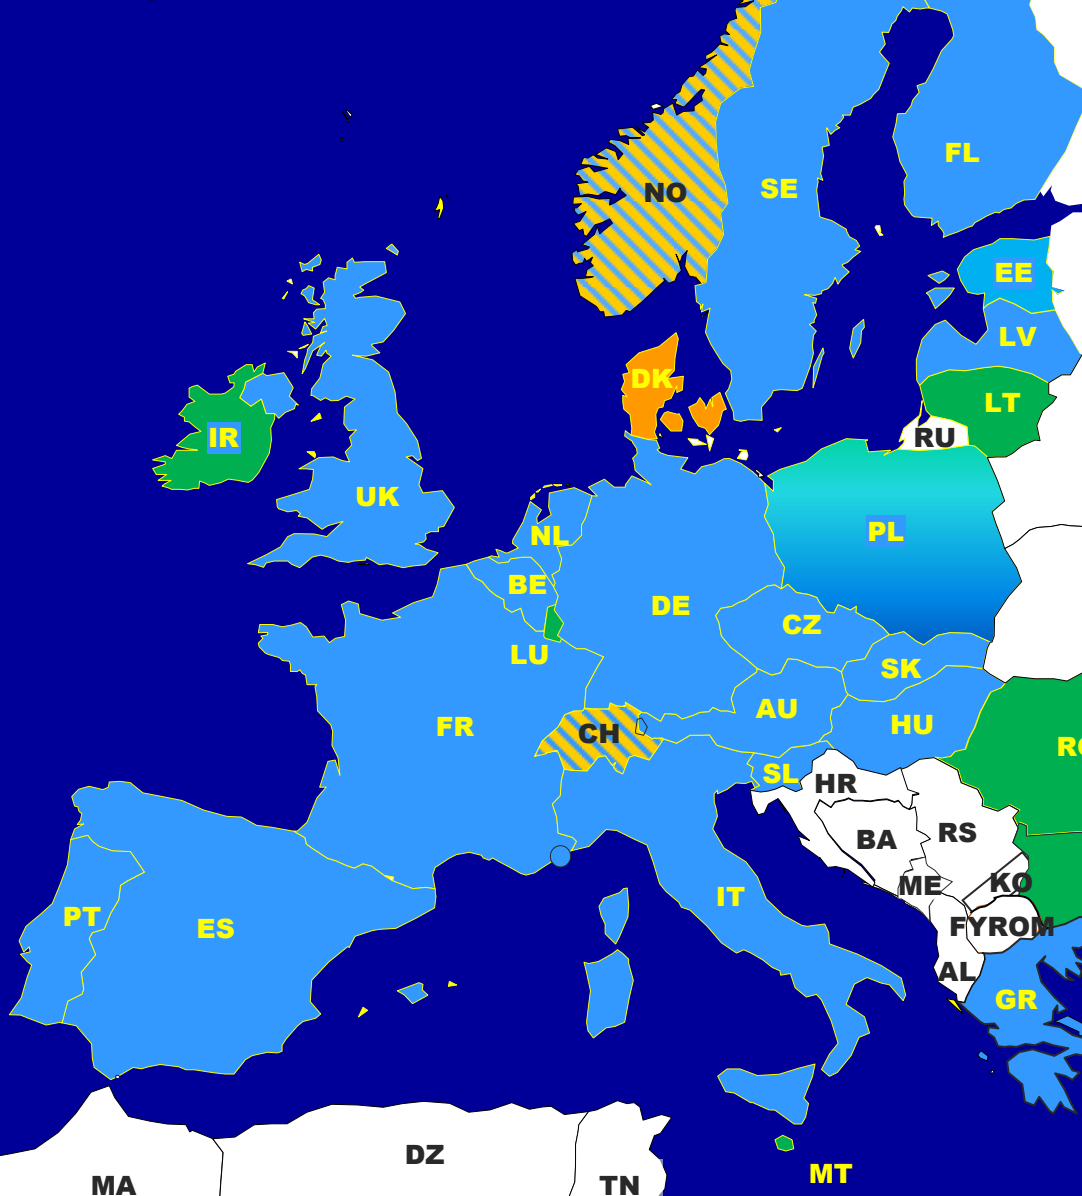 FL
SE
NO
EE
LV
DK
LT
IR
RU
UK
PL
NL
BE
DE
CZ
LU
SK
AU
HU
FR
CH
RO
SL
HR
RS
BA
KO
ME
IT
PT
ES
FYROM
AL
GR
DZ
MT
MA
TN